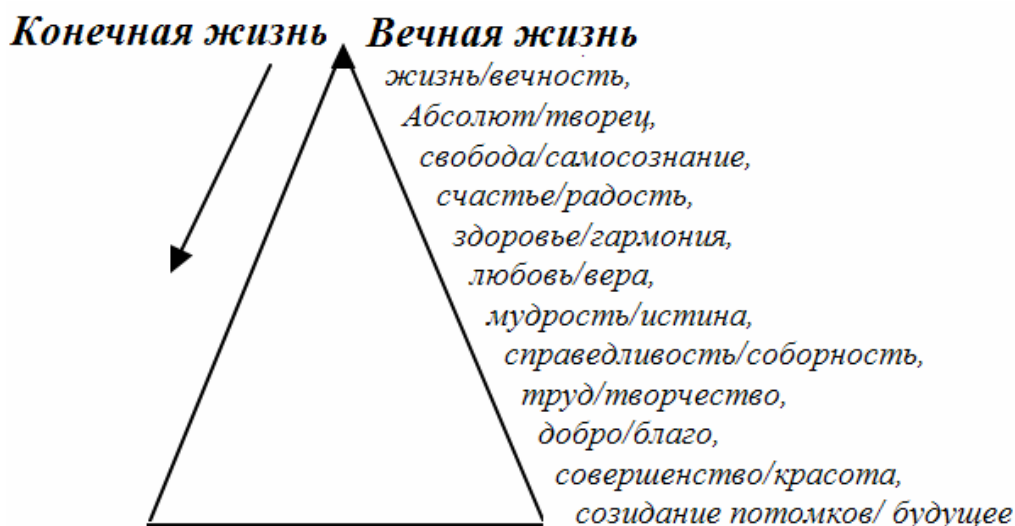 Конечная жизнь Вечная жизнь
жизнь/вечность,
Абсолют/творец,
свобода/самосознание,
счастье/радость,
здоровье/гармония,
любовь/вера,
мудрость/истина,
справедливость/соборность,
труд/творчество,
добро/благо,
совершенство/красота,
созидание потомков/ будущее